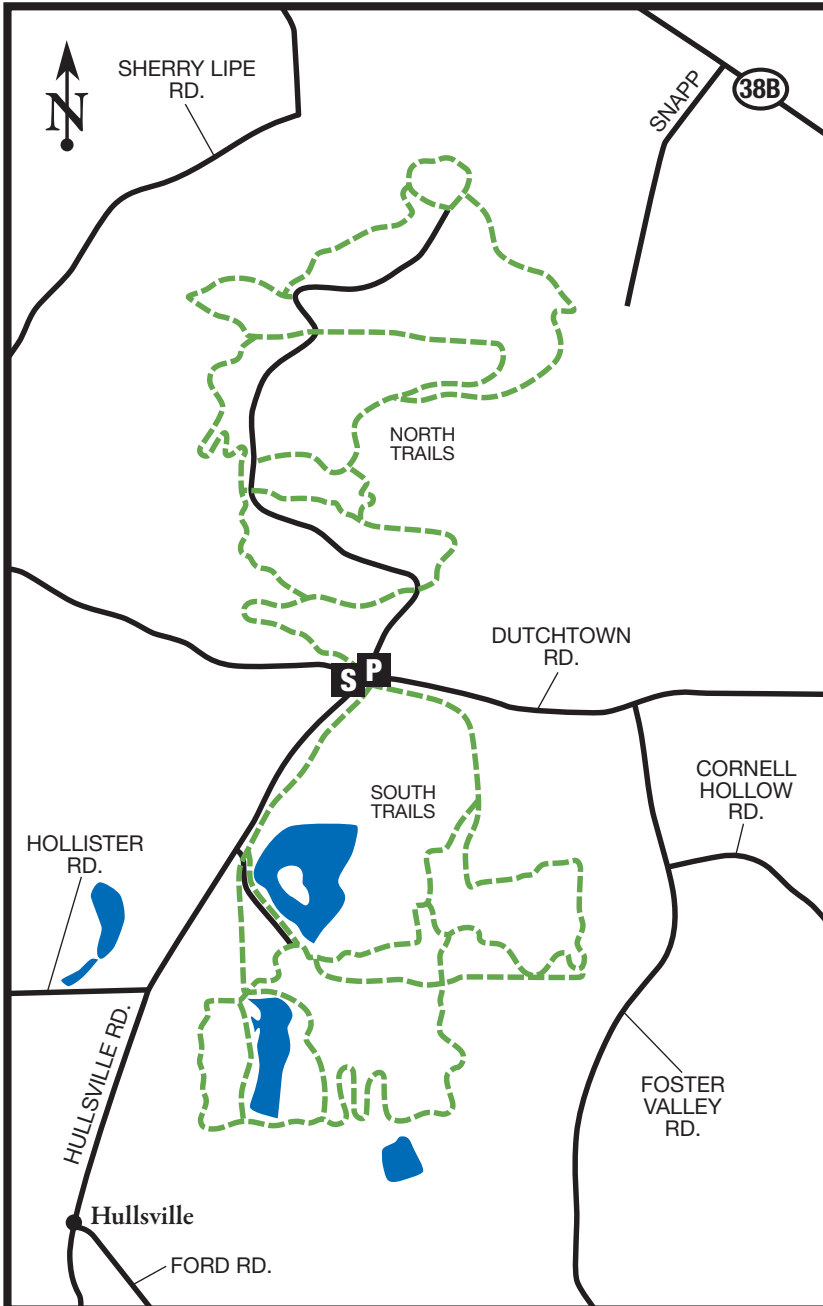 SHERRY LIPE
RD.
N
SNAPP
38B
NORTH
TRAILS
DUTCHTOWN
RD.
S
P
SOUTH
TRAILS
CORNELL
HOLLOW
RD.
HOLLISTER
RD.
HULLSVILLE RD.
FOSTER
VALLEY
RD.
Hullsville
FORD RD.